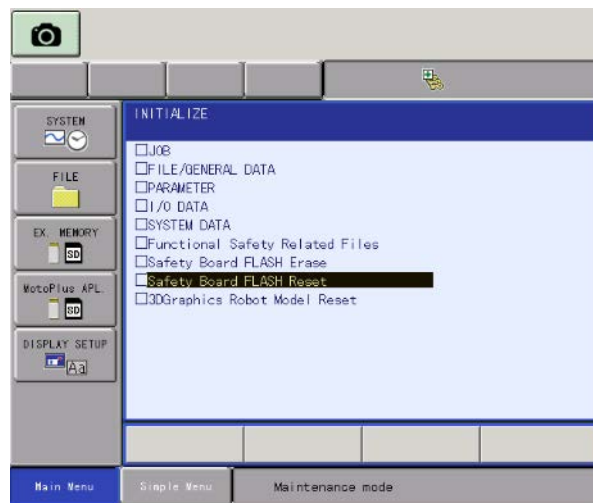 INITIALIZE
SYSTEM
□JOB
□FILE/GENERAL DATA
□PARAMETER
□I/O DATA
□SYSTEM DATA
□Functional Safety Related Files
□Safety Board FLASH Erase
□Safety Board FLASH Reset
□3DGraphics Robot Model Reset
FILE
EX. MEMORY
SD
MotoPlus APL.
SD
DISPLAY SETUP
Aa
Main Menu
Simple Menu
Maintenance mode